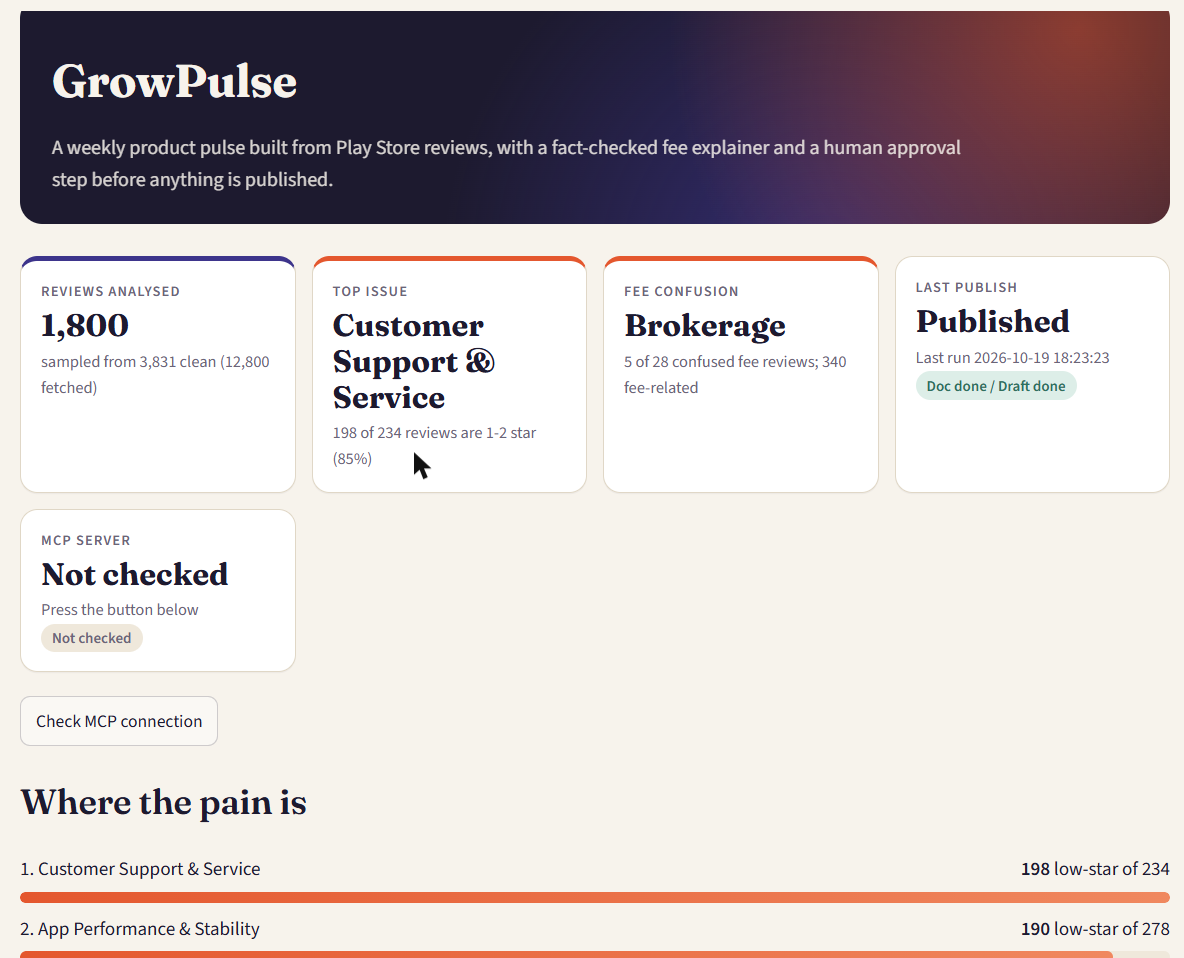 GrowPulse
A weekly product pulse built from Play Store reviews, with a fact-checked fee explainer and a human approval
step before anything is published.
REVIEWS ANALYSED
1,800
sampled from 3,831 clean (12,800
fetched)
TOP ISSUE
Customer
Support &
Service
198 of 234 reviews are 1-2 star
(85%)
FEE CONFUSION
Brokerage
5 of 28 confused fee reviews; 340
fee-related
LAST PUBLISH
Published
Last run 2026-10-19 18:23:23
Doc done / Draft done
MCP SERVER
Not checked
Press the button below
Not checked
Check MCP connection
Where the pain is
1. Customer Support & Service 198 low-star of 234
2. App Performance & Stability 190 low-star of 278